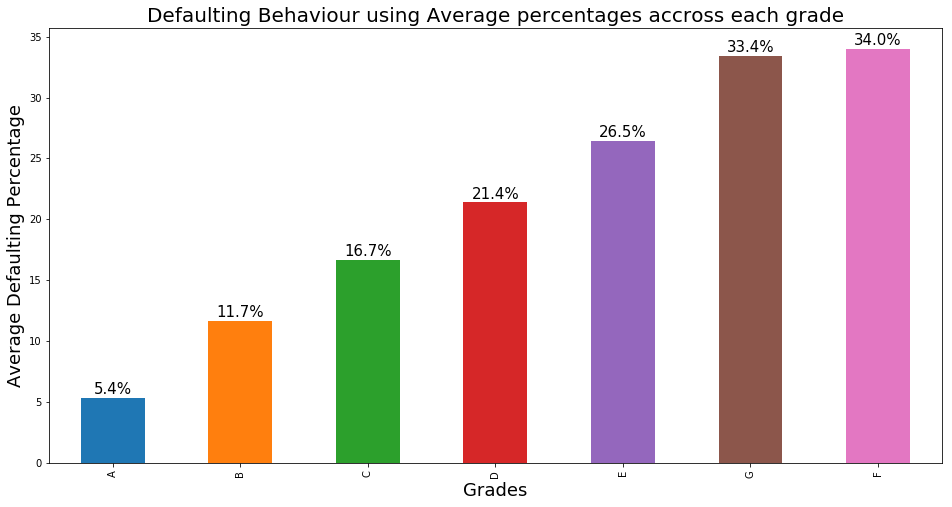 Defaulting Behaviour using Average percentages accross each grade
Average Defaulting Percentage
35
30
25
20
15
10
5
0
5.4%
11.7%
16.7%
21.4%
26.5%
33.4%
34.0%
A
B
C
D
E
G
F
Grades